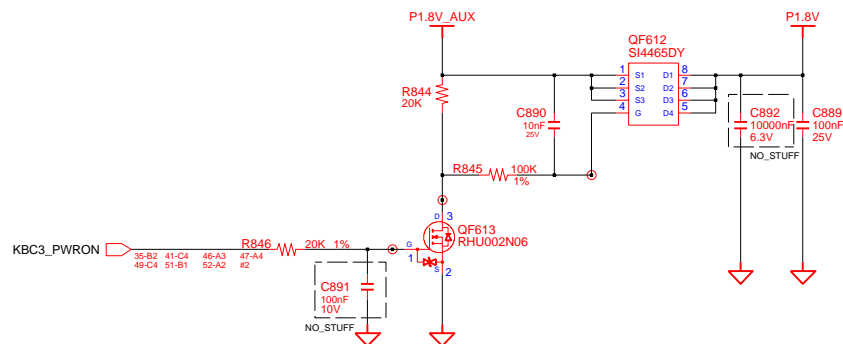 P1.8V_AUX
P1.8V
QF612
SI4465DY
1 S1 D1 8
2 S2 D2 7
3 S3 D3 6
4 G D4 5
R844
20K
C890
10nF
25V
C892
10000nF
6.3V
NO_STUFF
C889
100nF
25V
R845 100K
1%
D 3
QF613
RHU002N06
G
1
S
2
KBC3_PWRON
R846 20K 1%
35-B2 41-C4 46-A3 47-A4
49-C4 51-B1 52-A2 #2
C891
100nF
10V
NO_STUFF